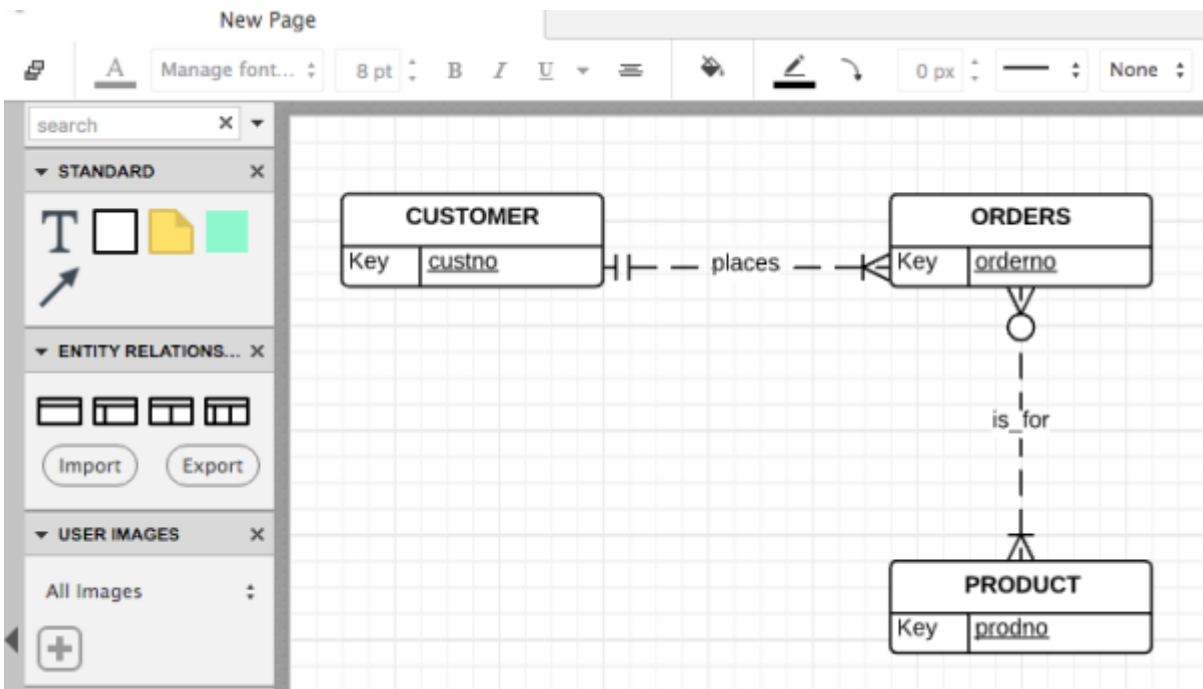 New Page
A Manage font... 8 pt B I U 0 px None
search
STANDARD
T
ENTITY RELATIONS...
Import Export
USER IMAGES
All Images
CUSTOMER
Key custno
places
ORDERS
Key orderno
is_for
PRODUCT
Key prodno